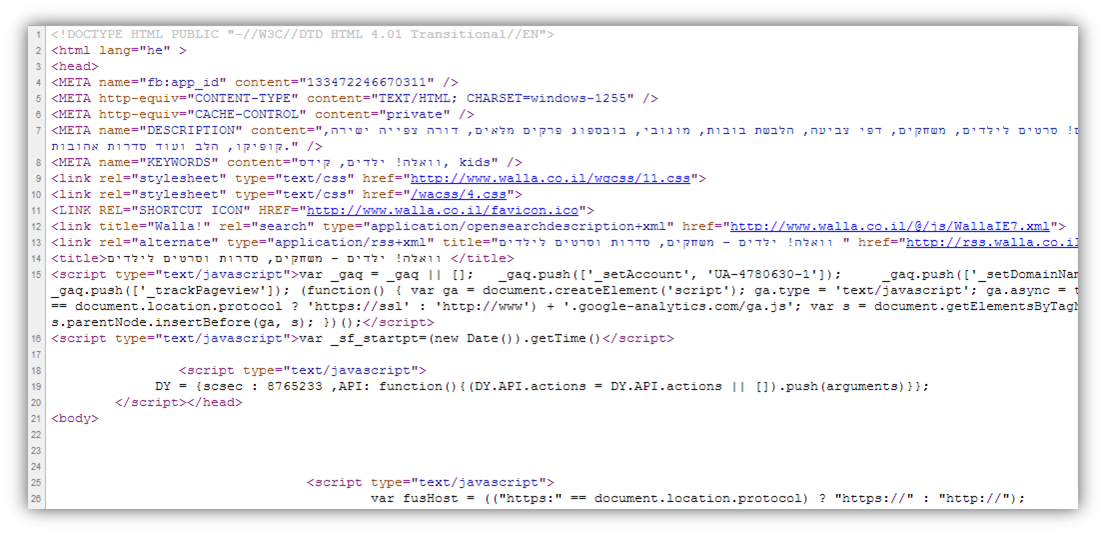 1 <!DOCTYPE HTML PUBLIC "-//W3C//DTD HTML 4.01 Transitional//EN">
2 <html lang="he" >
3 <head>
4 <META name="fb:app_id" content="133472246670311" />
5 <META http-equiv="CONTENT-TYPE" content="TEXT/HTML; CHARSET=windows-1255" />
6 <META http-equiv="CACHE-CONTROL" content="private" />
7 <META name="DESCRIPTION" content="ם! סרטים לילדים, משחקים, דפי צביעה, הלבשת בובות, מוגובי, בובספוג פרקים מלאים, דורה צפייה ישירה,
קופיקו, הלב ועוד סדרות אהובות." />
8 <META name="KEYWORDS" content="וואלה! ילדים, קידס, kids" />
9 <link rel="stylesheet" type="text/css" href="http://www.walla.co.il/wqcss/11.css">
10 <link rel="stylesheet" type="text/css" href="/wacss/4.css">
11 <LINK REL="SHORTCUT ICON" HREF="http://www.walla.co.il/favicon.ico">
12 <link title="Walla!" rel="search" type="application/opensearchdescription+xml" href="http://www.walla.co.il/@/js/WallaIE7.xml">
13 <link rel="alternate" type="application/rss+xml" title="וואלה! ילדים - משחקים, סדרות וסרטים לילדים " href="http://rss.walla.co.il
14 <title>וואלה! ילדים - משחקים, סדרות וסרטים לילדים </title>
15 <script type="text/javascript">var _gaq = _gaq || []; _gaq.push(['_setAccount', 'UA-4780630-1']); _gaq.push(['_setDomainNam
_gaq.push(['_trackPageview']); (function() { var ga = document.createElement('script'); ga.type = 'text/javascript'; ga.async = t
== document.location.protocol ? 'https://ssl' : 'http://www') + '.google-analytics.com/ga.js'; var s = document.getElementsByTagN
s.parentNode.insertBefore(ga, s); })();</script>
16 <script type="text/javascript">var _sf_startpt=(new Date()).getTime()</script>
17
18 <script type="text/javascript">
19 DY = {scsec : 8765233 ,API: function(){(DY.API.actions = DY.API.actions || []).push(arguments)}};
20 </script></head>
21 <body>
22
23
24
25 <script type="text/javascript">
26 var fusHost = (("https:" == document.location.protocol) ? "https://" : "http://");